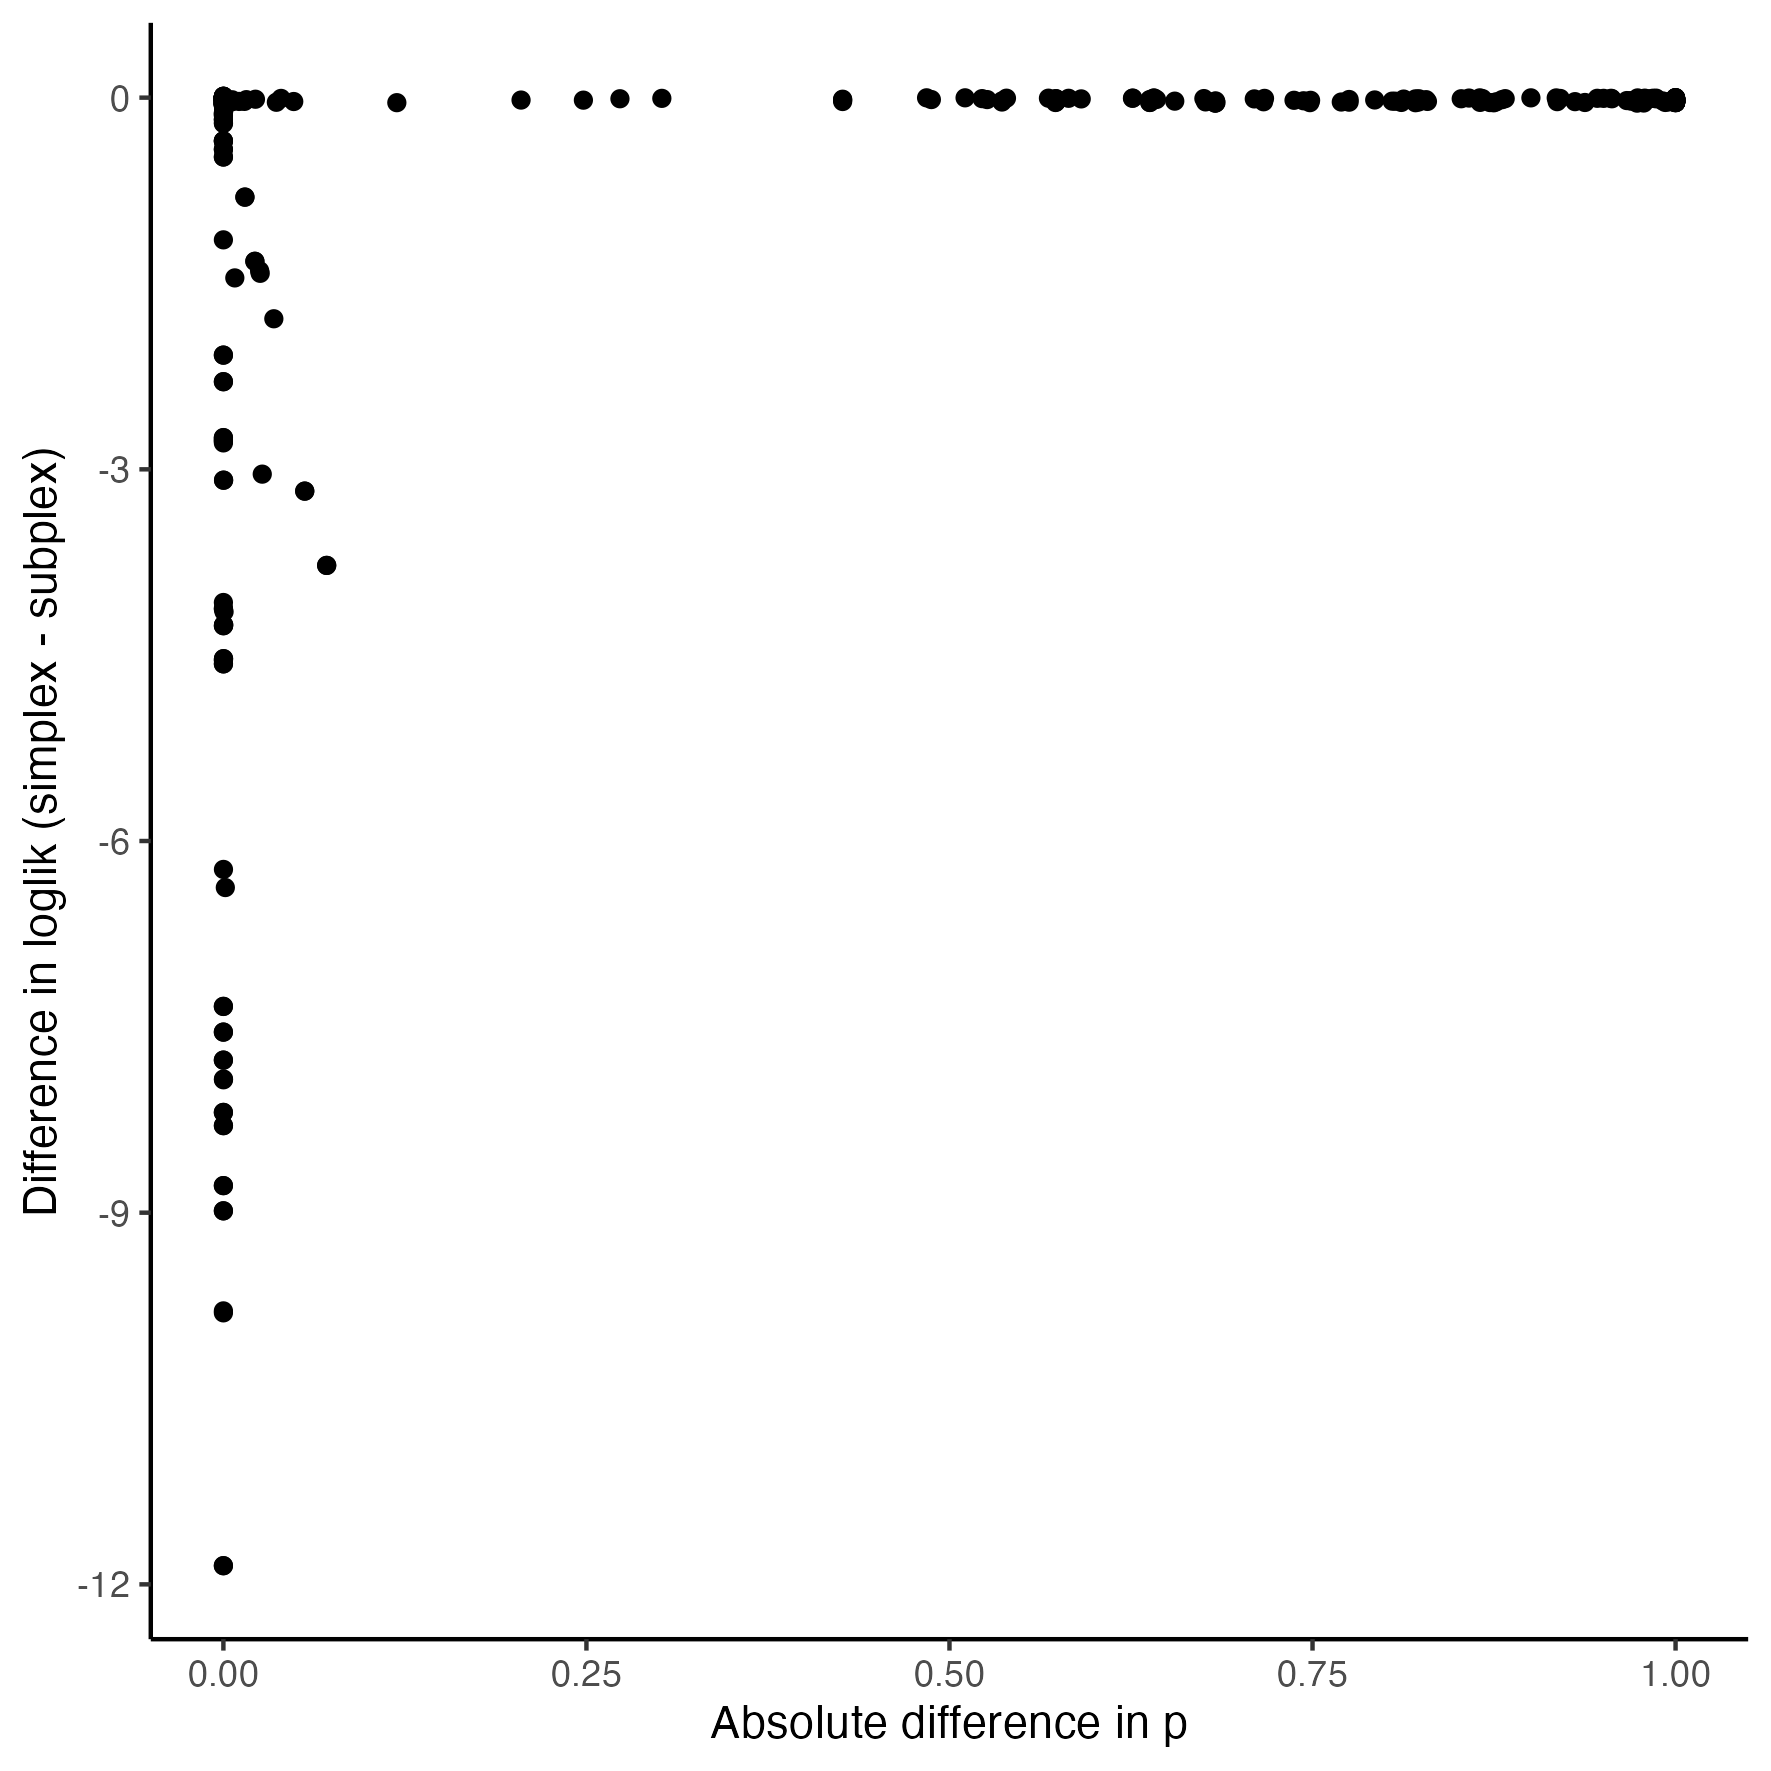 Difference in loglik (simplex - subplex)
0
-3
-6
-9
-12
0.00 0.25 0.50 0.75 1.00
Absolute difference in p